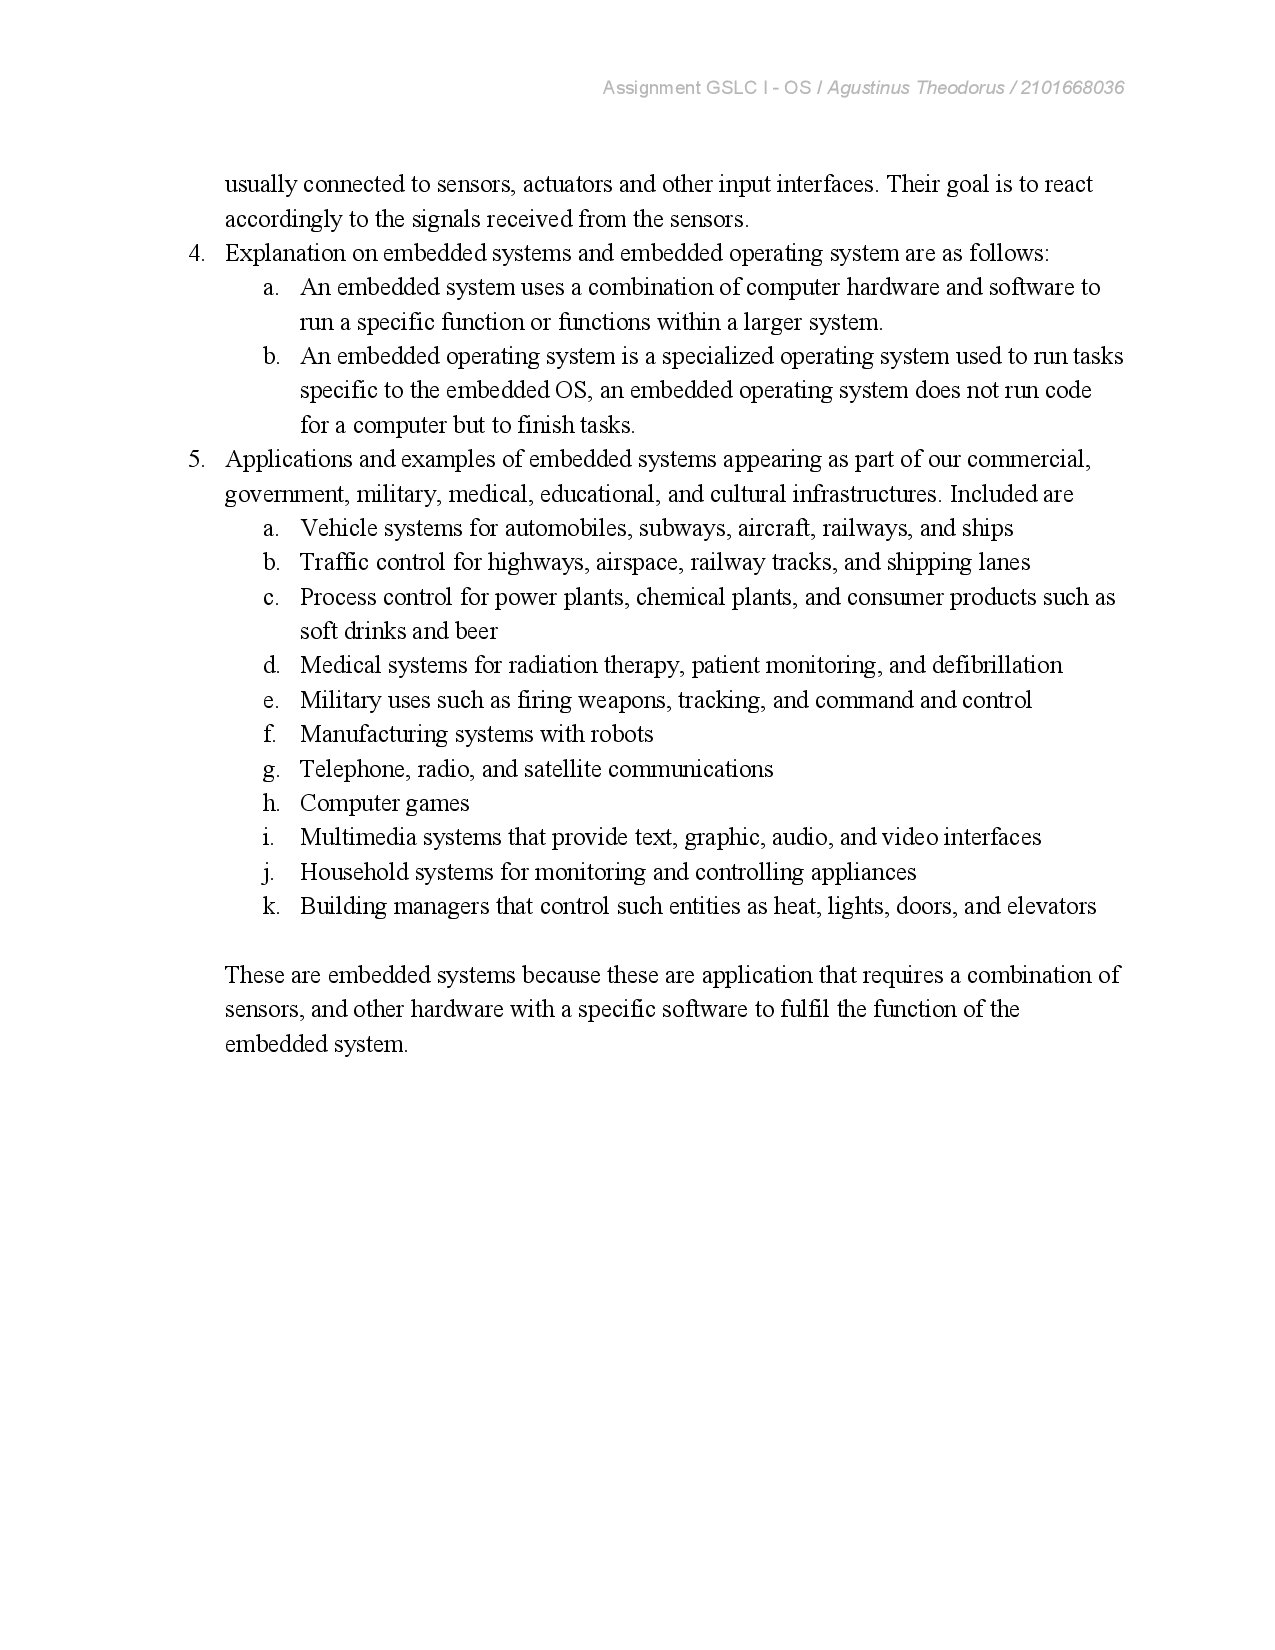 Assignment GSLC I - OS / Agustinus Theodorus / 2101668036
usually connected to sensors, actuators and other input interfaces. Their goal is to react
accordingly to the signals received from the sensors.
4. Explanation on embedded systems and embedded operating system are as follows:
a. An embedded system uses a combination of computer hardware and software to
run a specific function or functions within a larger system.
b. An embedded operating system is a specialized operating system used to run tasks
specific to the embedded OS, an embedded operating system does not run code
for a computer but to finish tasks.
5. Applications and examples of embedded systems appearing as part of our commercial,
government, military, medical, educational, and cultural infrastructures. Included are
a. Vehicle systems for automobiles, subways, aircraft, railways, and ships
b. Traffic control for highways, airspace, railway tracks, and shipping lanes
c. Process control for power plants, chemical plants, and consumer products such as
soft drinks and beer
d. Medical systems for radiation therapy, patient monitoring, and defibrillation
e. Military uses such as firing weapons, tracking, and command and control
f. Manufacturing systems with robots
g. Telephone, radio, and satellite communications
h. Computer games
i. Multimedia systems that provide text, graphic, audio, and video interfaces
j. Household systems for monitoring and controlling appliances
k. Building managers that control such entities as heat, lights, doors, and elevators
These are embedded systems because these are application that requires a combination of
sensors, and other hardware with a specific software to fulfil the function of the
embedded system.